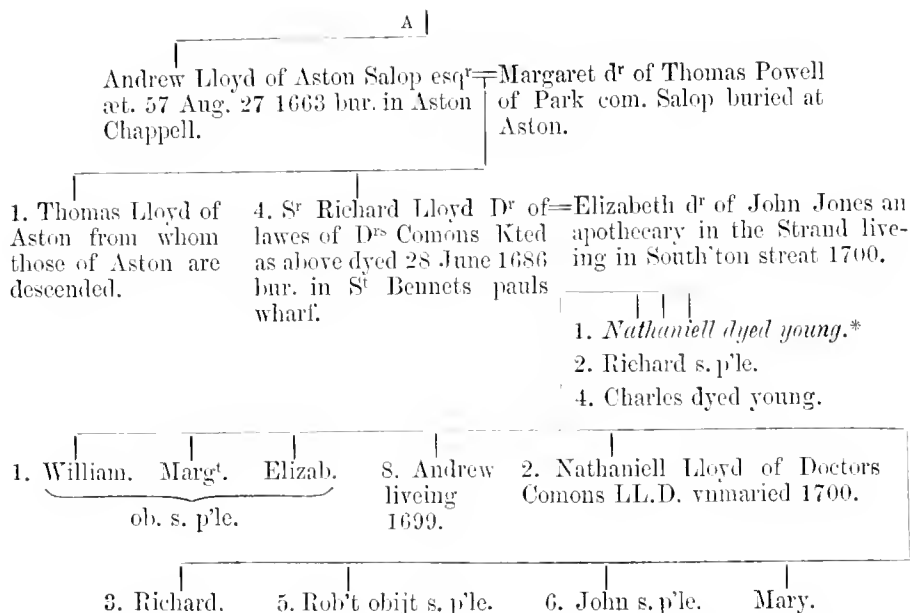 A
Andrew Lloyd of Aston Salop esqʳ=Margaret dʳ of Thomas Powell
æt. 57 Aug. 27 1663 bur. in Aston of Park com. Salop buried at
Chappell. Aston.
1. Thomas Lloyd of 4. Sʳ Richard Lloyd Dʳ of=Elizabeth dʳ of John Jones an
Aston from whom lawes of Dʳˢ Comons Kted apothecary in the Strand live-
those of Aston are as above dyed 28 June 1686 ing in South'ton streat 1700.
descended. bur. in Sᵗ Bennets pauls
wharf.
1. Nathaniell dyed young.*
2. Richard s. p'le.
4. Charles dyed young.
1. William. Margᵗ. Elizab. 8. Andrew 2. Nathaniell Lloyd of Doctors
liveing Comons LL.D. vnmaried 1700.
ob. s. p'le. 1699.
3. Richard. 5. Rob't obijt s. p'le. 6. John s. p'le. Mary.